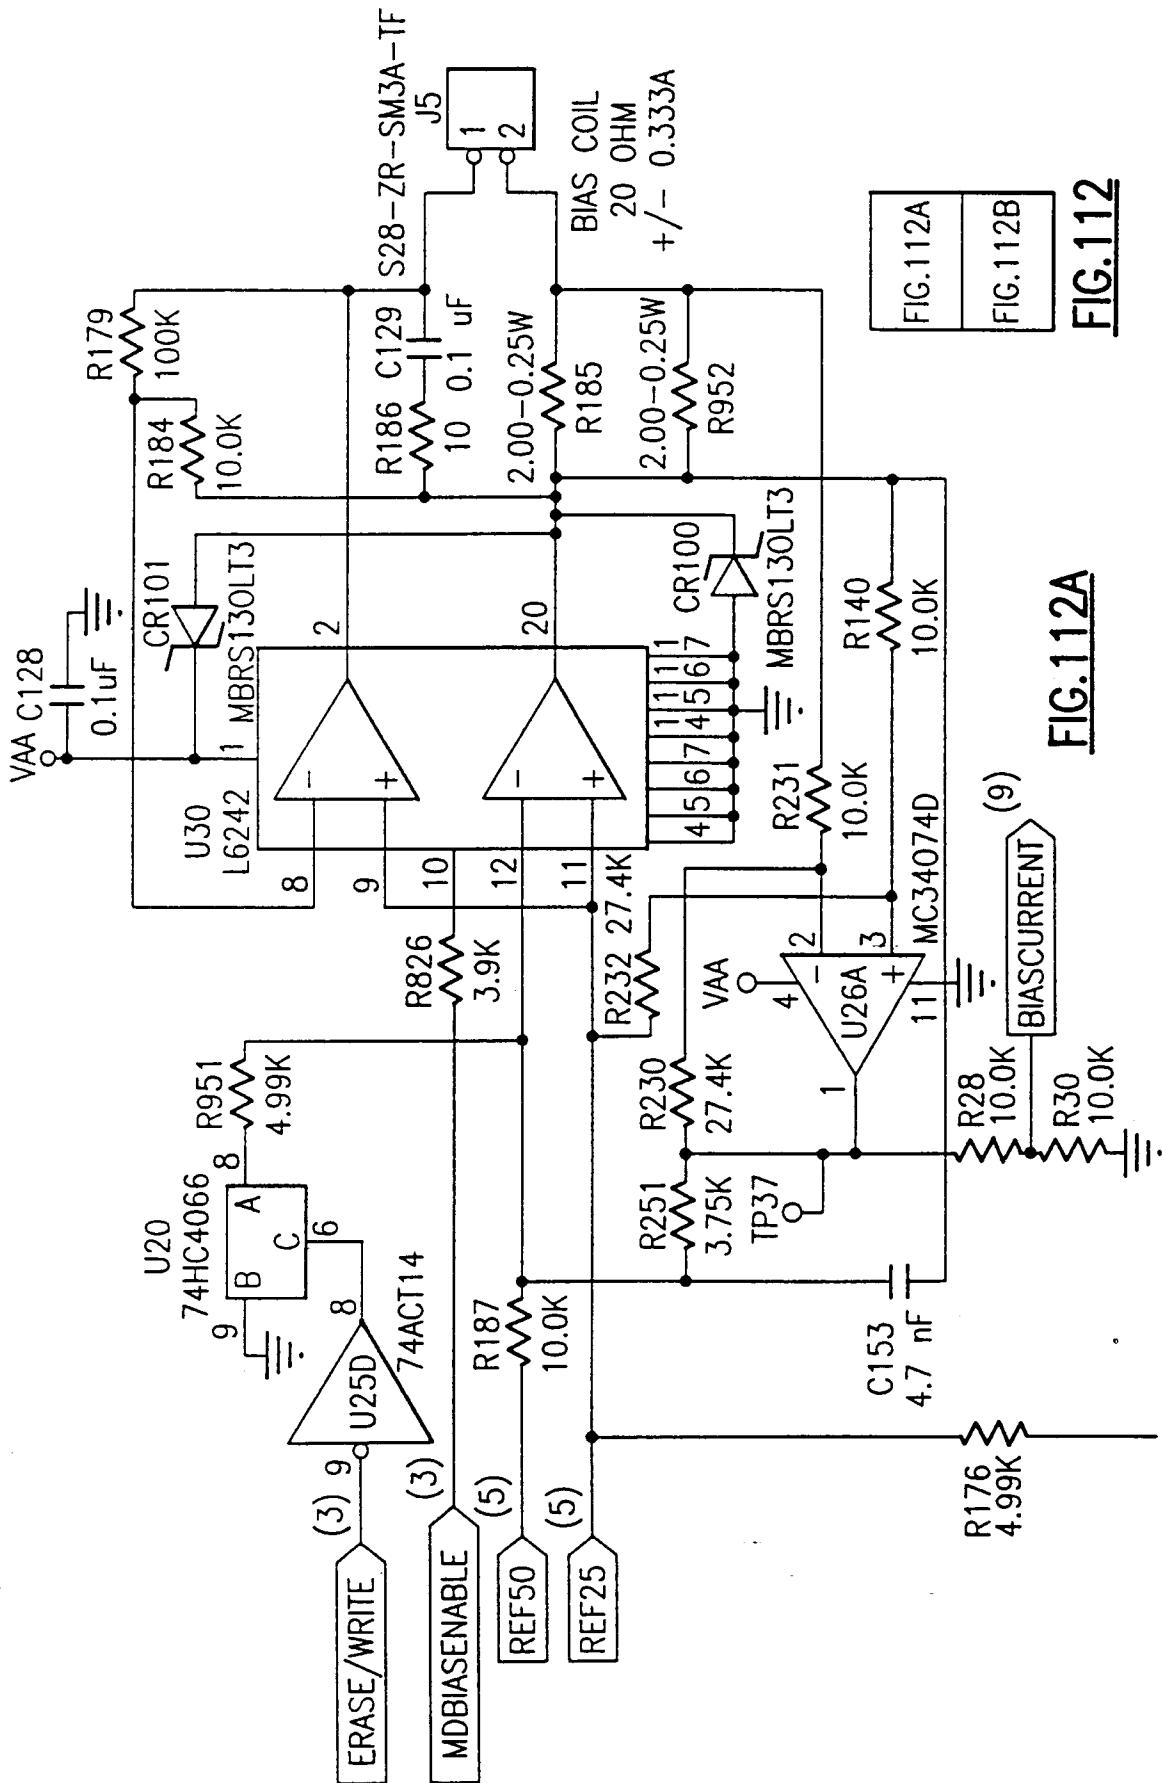 VAA
C128
0.1uF
CR101
MBRS130LT3
R179
100K
R184
10.0K
S28-ZR-SM3A-TF
J5
1
2
BIAS COIL
20 OHM
+/- 0.333A
R186
10
C129
0.1 uF
2.00-0.25W
R185
2.00-0.25W
R952
U30
L6242
1
2
8
9
10
12
11
20
-
+
-
+
4
5
6
7
14
15
16
17
CR100
MBRS130LT3
U20
74HC4066
B
A
C
9
8
6
R951
4.99K
ERASE/WRITE
(3)
9
U25D
8
74ACT14
MDBIASENABLE
(3)
R826
3.9K
REF50
(5)
R187
10.0K
REF25
(5)
R232
27.4K
R230
27.4K
R251
3.75K
TP37
R231
10.0K
R140
10.0K
VAA
4
2
3
-
+
U26A
1
11
MC34074D
BIASCURRENT
(9)
R28
10.0K
R30
10.0K
C153
4.7 nF
R176
4.99K
FIG.112A
FIG.112A
FIG.112B
FIG.112